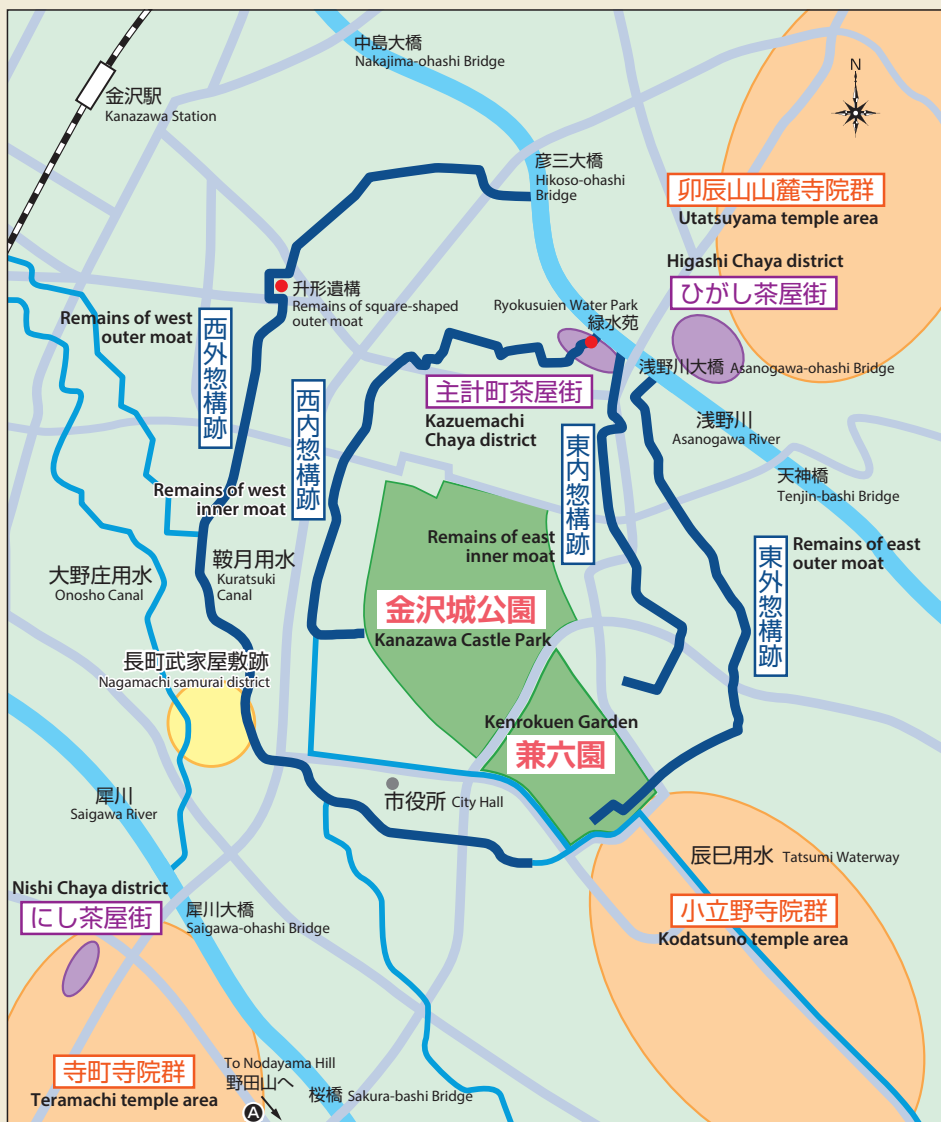 中島大橋
Nakajima-ohashi Bridge
N
金沢駅
Kanazawa Station
彦三大橋
Hikoso-ohashi
Bridge
卯辰山山麓寺院群
Utatsuyama temple area
Higashi Chaya district
ひがし茶屋街
升形遺構
Remains of square-shaped
outer moat
Ryokusuien Water Park
緑水苑
Remains of west
outer moat
西外惣構跡
西内惣構跡
浅野川大橋 Asanogawa-ohashi Bridge
主計町茶屋街
Kazuemachi
Chaya district
浅野川
Asanogawa River
東内惣構跡
天神橋
Tenjin-bashi Bridge
Remains of west
inner moat
Remains of east
inner moat
東外惣構跡
Remains of east
outer moat
大野庄用水
Onosho Canal
鞍月用水
Kuratsuki
Canal
金沢城公園
Kanazawa Castle Park
長町武家屋敷跡
Nagamachi samurai district
Kenrokuen Garden
兼六園
犀川
Saigawa River
市役所 City Hall
辰巳用水 Tatsumi Waterway
Nishi Chaya district
にし茶屋街
犀川大橋
Saigawa-ohashi Bridge
小立野寺院群
Kodatsuno temple area
寺町寺院群
Teramachi temple area
To Nodayama Hill
野田山へ
A
桜橋 Sakura-bashi Bridge